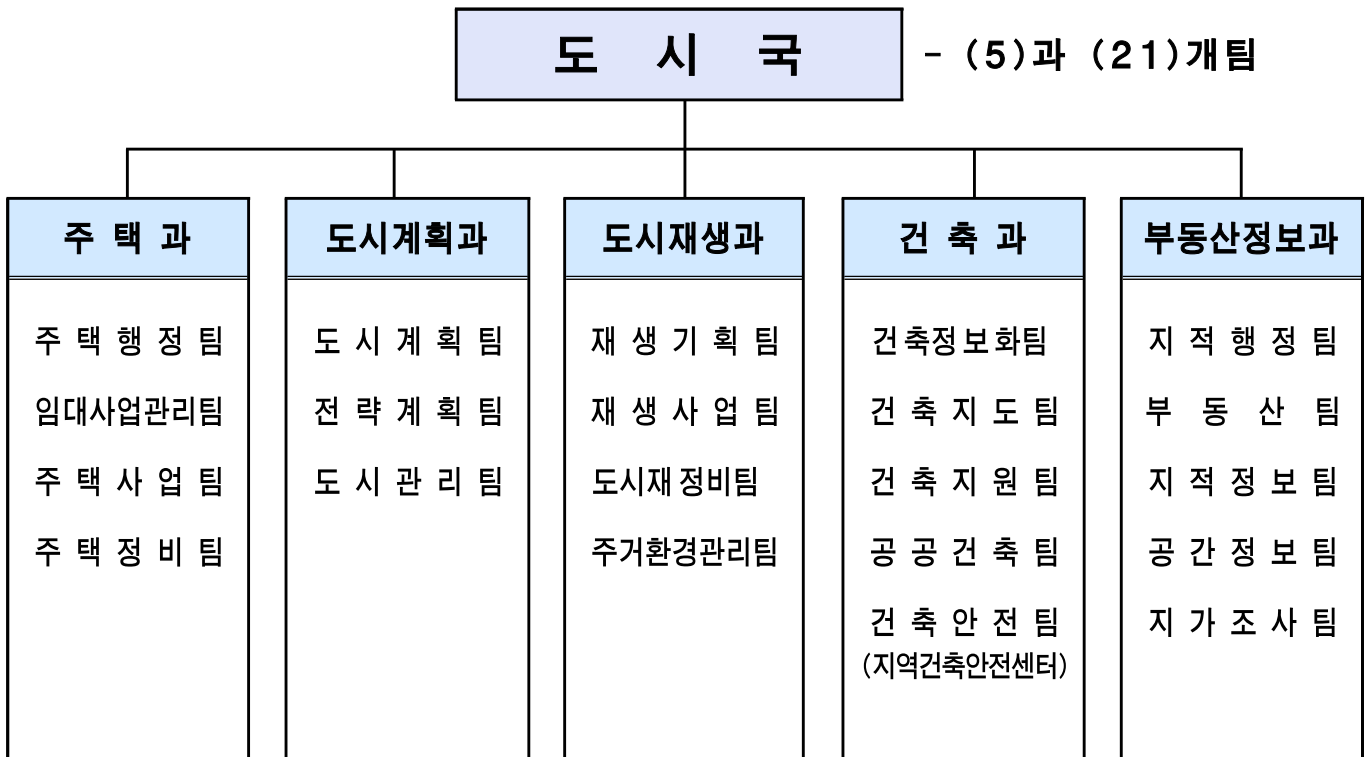 도 시 국 - (5)과 (21)개팀
주 택 과
주 택 행 정 팀
임대사업관리팀
주 택 사 업 팀
주 택 정 비 팀
도시계획과
도 시 계 획 팀
전 략 계 획 팀
도 시 관 리 팀
도시재생과
재 생 기 획 팀
재 생 사 업 팀
도시재정비팀
주거환경관리팀
건 축 과
건축정보화팀
건 축 지 도 팀
건 축 지 원 팀
공 공 건 축 팀
건 축 안 전 팀
(지역건축안전센터)
부동산정보과
지 적 행 정 팀
부 동 산 팀
지 적 정 보 팀
공 간 정 보 팀
지 가 조 사 팀